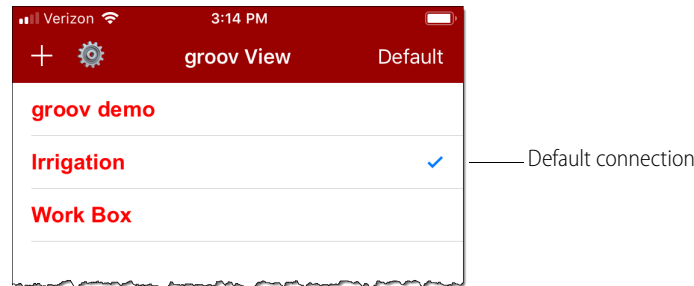 Verizon 3:14 PM
groov View Default
groov demo
Irrigation
Default connection
Work Box